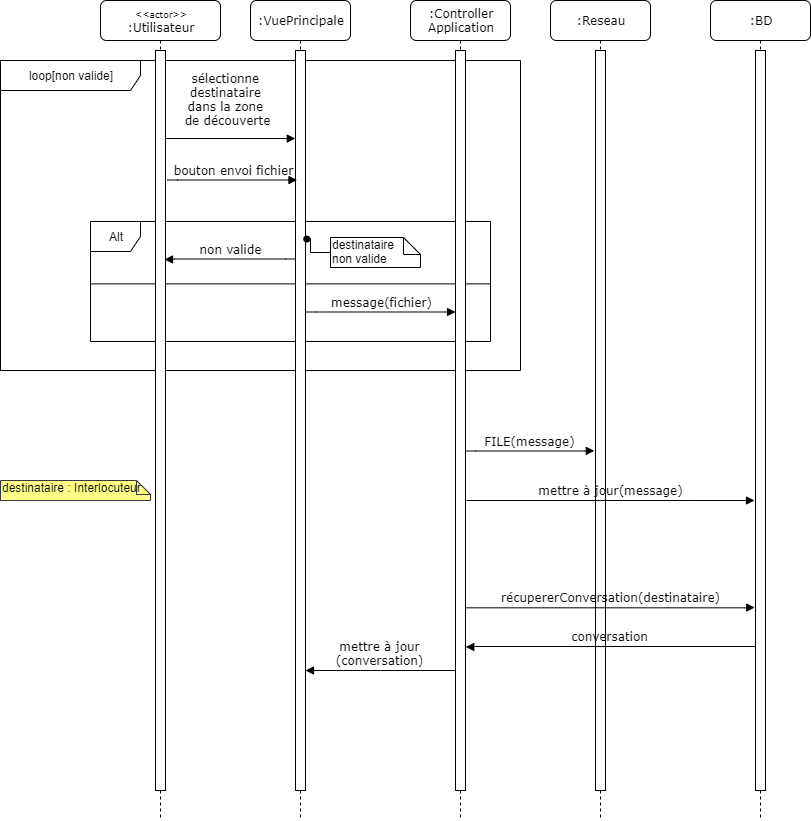 <<actor>>
:Utilisateur
:VuePrincipale
:Controller
Application
:Reseau
:BD
loop[non valide]
sélectionne
destinataire
dans la zone
de découverte
bouton envoi fichier
Alt
non valide
destinataire
non valide
message(fichier)
FILE(message)
destinataire : Interlocuteur
mettre à jour(message)
récupererConversation(destinataire)
conversation
mettre à jour
(conversation)